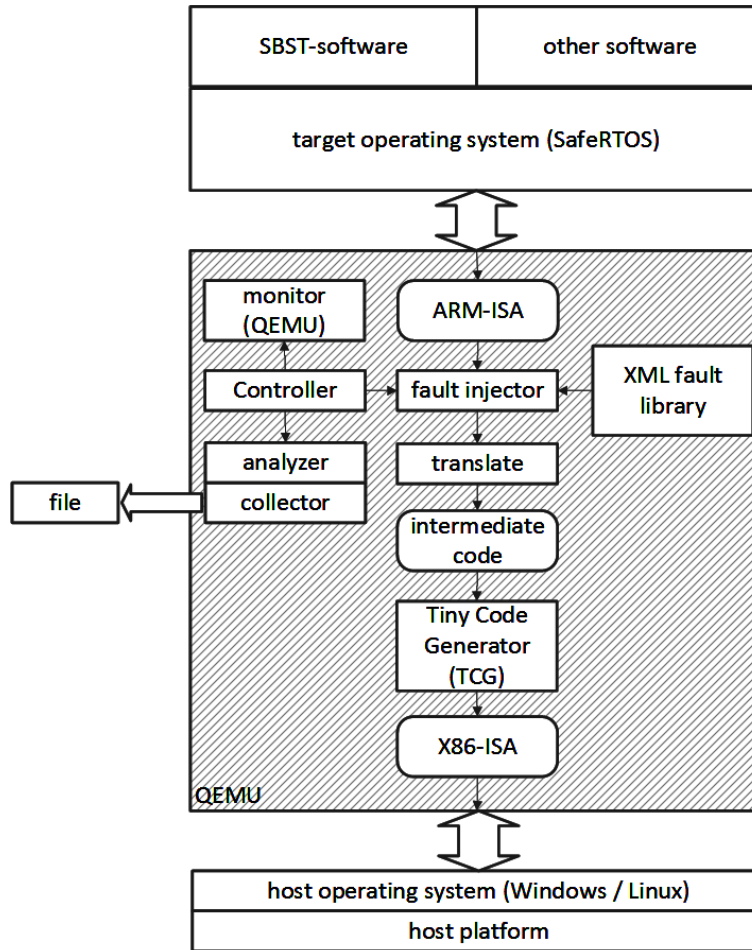 SBST-software
other software
target operating system (SafeRTOS)
monitor
(QEMU)
ARM-ISA
Controller
fault injector
XML fault
library
analyzer
translate
file
collector
intermediate
code
Tiny Code
Generator
(TCG)
X86-ISA
QEMU
host operating system (Windows / Linux)
host platform